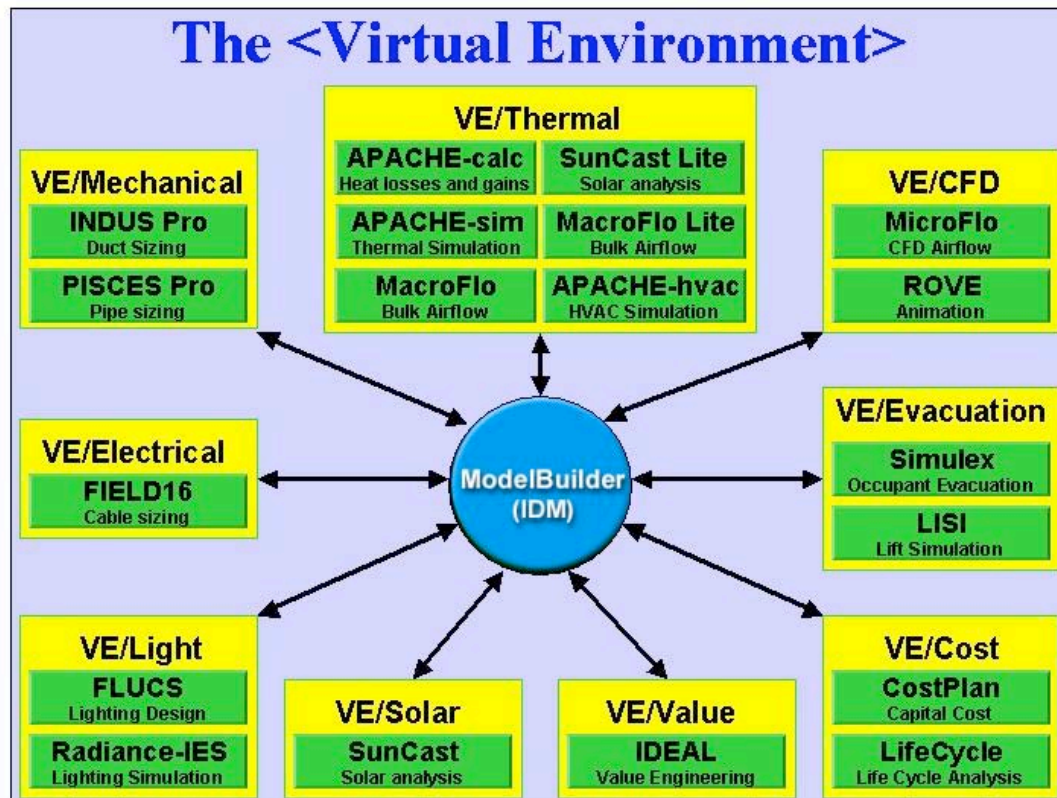 The <Virtual Environment>
VE/Thermal
APACHE-calc
Heat losses and gains
SunCast Lite
Solar analysis
APACHE-sim
Thermal Simulation
MacroFlo Lite
Bulk Airflow
MacroFlo
Bulk Airflow
APACHE-hvac
HVAC Simulation
VE/Mechanical
INDUS Pro
Duct Sizing
PISCES Pro
Pipe sizing
VE/CFD
MicroFlo
CFD Airflow
ROVE
Animation
VE/Electrical
FIELD16
Cable sizing
ModelBuilder
(IDM)
VE/Evacuation
Simulex
Occupant Evacuation
LISI
Lift Simulation
VE/Light
FLUCS
Lighting Design
Radiance-IES
Lighting Simulation
VE/Solar
SunCast
Solar analysis
VE/Value
IDEAL
Value Engineering
VE/Cost
CostPlan
Capital Cost
LifeCycle
Life Cycle Analysis